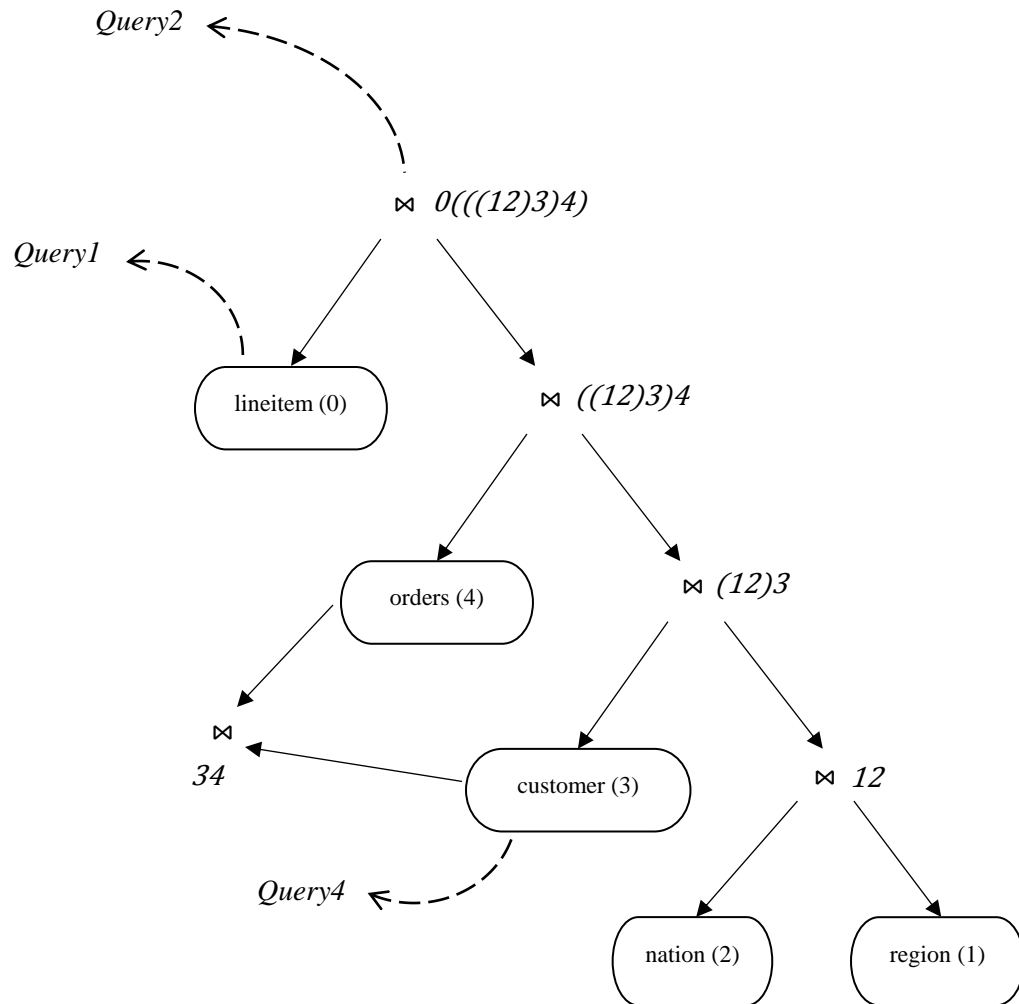 Query2
⋈ 0(((12)3)4)
Query1
lineitem (0)
⋈ ((12)3)4
orders (4)
⋈ (12)3
⋈
34
customer (3)
⋈ 12
Query4
nation (2)
region (1)